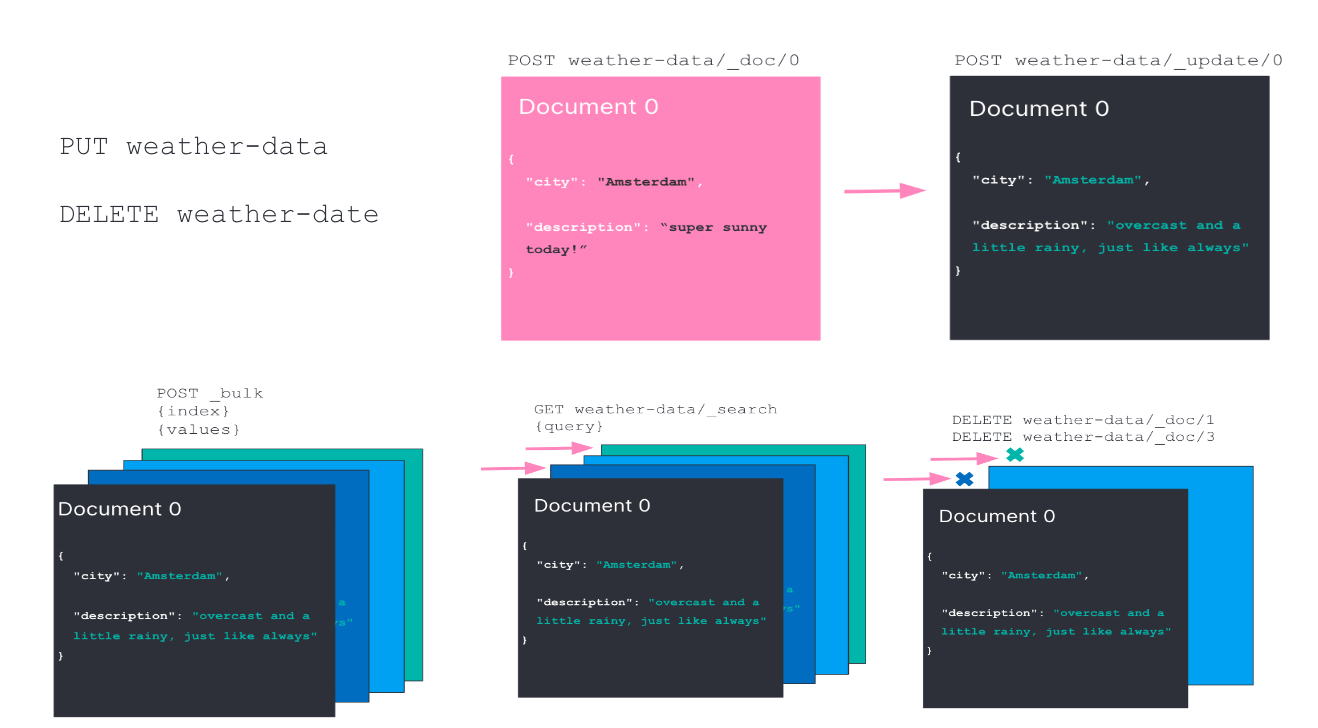 PUT weather-data
DELETE weather-date
POST weather-data/_doc/0
Document 0
{
"city": "Amsterdam",
"description": “super sunny
today!”
}
POST weather-data/_update/0
Document 0
{
"city": "Amsterdam",
"description": "overcast and a
little rainy, just like always"
}
POST _bulk
{index}
{values}
Document 0
{
"city": "Amsterdam",
"description": "overcast and a
little rainy, just like always"
}
a
ys"
GET weather-data/_search
{query}
Document 0
{
"city": "Amsterdam",
"description": "overcast and a
little rainy, just like always"
}
a
ys"
DELETE weather-data/_doc/1
DELETE weather-data/_doc/3
Document 0
{
"city": "Amsterdam",
"description": "overcast and a
little rainy, just like always"
}